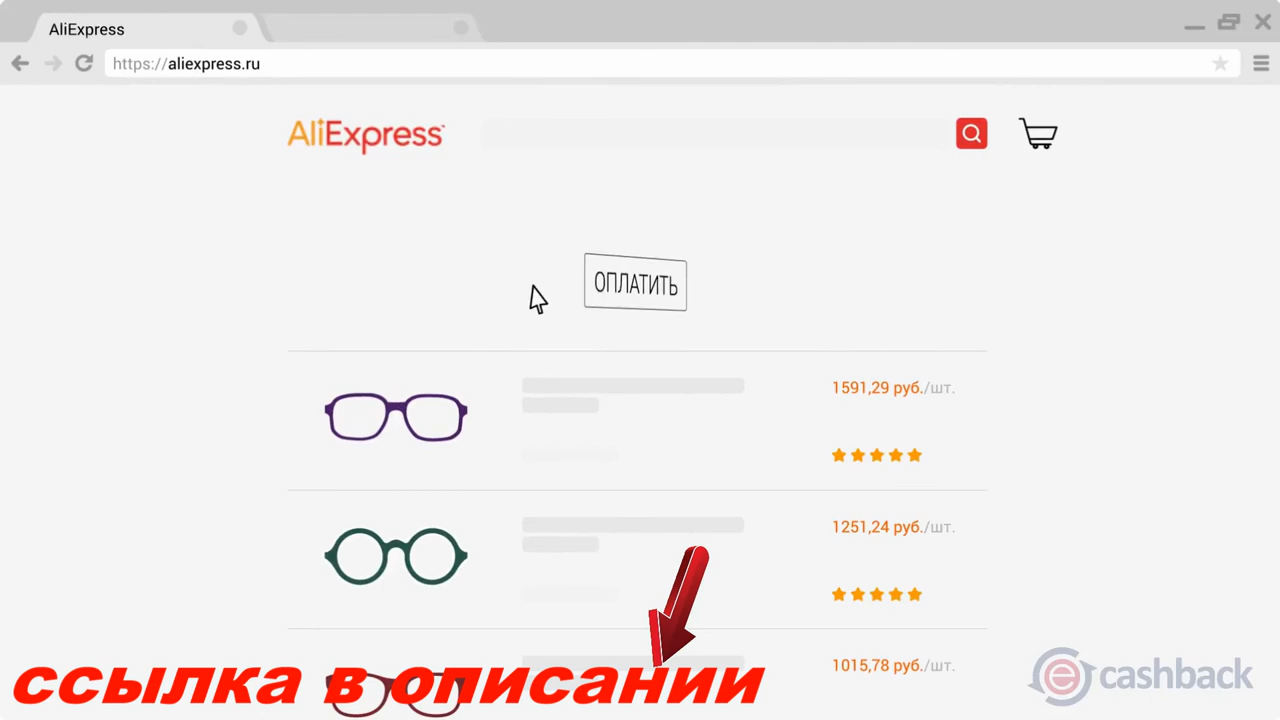 AliExpress
https://aliexpress.ru
AliExpress
ОПЛАТИТЬ
1591,29 руб./шт.
1251,24 руб./шт.
1015,78 руб./шт.
ссылка в описании
e cashback